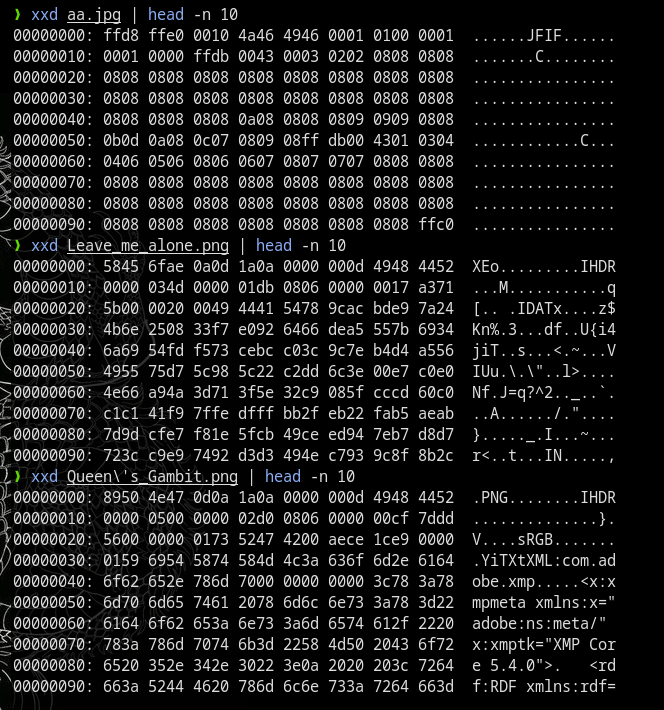 ❯ xxd aa.jpg | head -n 10
00000000: ffd8 ffe0 0010 4a46 4946 0001 0100 0001  ......JFIF......
00000010: 0001 0000 ffdb 0043 0003 0202 0808 0808  .......C........
00000020: 0808 0808 0808 0808 0808 0808 0808 0808  ................
00000030: 0808 0808 0808 0808 0808 0808 0808 0808  ................
00000040: 0808 0808 0808 0a08 0808 0809 0909 0808  ................
00000050: 0b0d 0a08 0c07 0809 08ff db00 4301 0304  ............C...
00000060: 0406 0506 0806 0607 0807 0707 0808 0808  ................
00000070: 0808 0808 0808 0808 0808 0808 0808 0808  ................
00000080: 0808 0808 0808 0808 0808 0808 0808 0808  ................
00000090: 0808 0808 0808 0808 0808 0808 0808 ffc0  ................
❯ xxd Leave_me_alone.png | head -n 10
00000000: 5845 6fae 0a0d 1a0a 0000 000d 4948 4452  XEo.........IHDR
00000010: 0000 034d 0000 01db 0806 0000 0017 a371  ...M...........q
00000020: 5b00 0020 0049 4441 5478 9cac bde9 7a24  [.. .IDATx....z$
00000030: 4b6e 2508 33f7 e092 6466 dea5 557b 6934  Kn%.3...df..U{i4
00000040: 6a69 54fd f573 cebc c03c 9c7e b4d4 a556  jiT..s...<.~...V
00000050: 4955 75d7 5c98 5c22 c2dd 6c3e 00e7 c0e0  IUu.\.\"..l>....
00000060: 4e66 a94a 3d71 3f5e 32c9 085f cccd 60c0  Nf.J=q?^2.._..`.
00000070: c1c1 41f9 7ffe dfff bb2f eb22 fab5 aeab  ..A....../."....
00000080: 7d9d cfe7 f81e 5fcb 49ce ed94 7eb7 d8d7  }....._.I...~...
00000090: 723c c9e9 7492 d3d3 494e c793 9c8f 8b2c  r<..t...IN.....,
❯ xxd Queen\'s_Gambit.png | head -n 10
00000000: 8950 4e47 0d0a 1a0a 0000 000d 4948 4452  .PNG........IHDR
00000010: 0000 0500 0000 02d0 0806 0000 00cf 7ddd  ..............}.
00000020: 5600 0000 0173 5247 4200 aece 1ce9 0000  V....sRGB.......
00000030: 0159 6954 5874 584d 4c3a 636f 6d2e 6164  .YiTXtXML:com.ad
00000040: 6f62 652e 786d 7000 0000 0000 3c78 3a78  obe.xmp.....<x:x
00000050: 6d70 6d65 7461 2078 6d6c 6e73 3a78 3d22  mpmeta xmlns:x="
00000060: 6164 6f62 653a 6e73 3a6d 6574 612f 2220  adobe:ns:meta/"
00000070: 783a 786d 7074 6b3d 2258 4d50 2043 6f72  x:xmptk="XMP Cor
00000080: 6520 352e 342e 3022 3e0a 2020 203c 7264  e 5.4.0">.   <rd
00000090: 663a 5244 4620 786d 6c6e 733a 7264 663d  f:RDF xmlns:rdf=